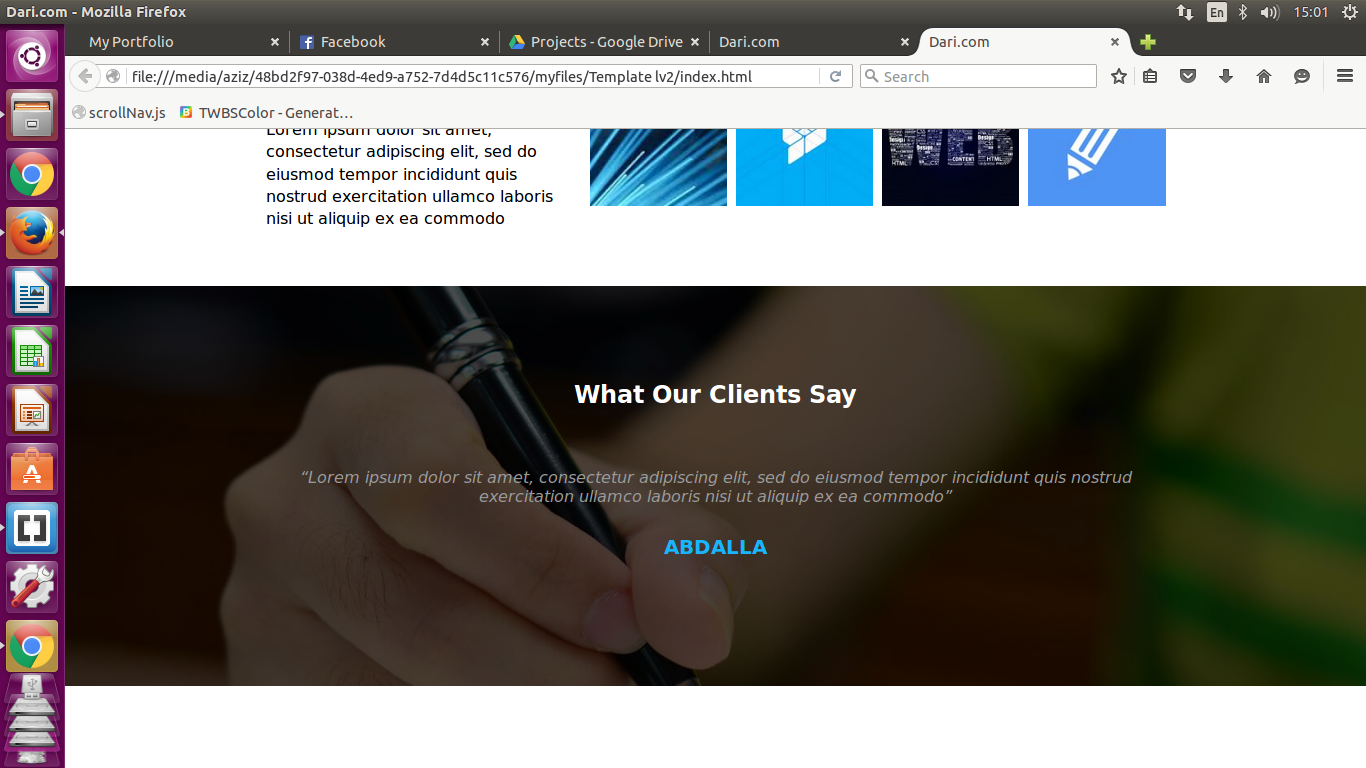 Dari.com - Mozilla Firefox
En
15:01
My Portfolio
Facebook
Projects - Google Drive
Dari.com
Dari.com
file:///media/aziz/48bd2f97-038d-4ed9-a752-7d4d5c11c576/myfiles/Template lv2/index.html
Search
scrollNav.js
TWBSColor - Generat…
Lorem ipsum dolor sit amet,
consectetur adipiscing elit, sed do
eiusmod tempor incididunt quis
nostrud exercitation ullamco laboris
nisi ut aliquip ex ea commodo
What Our Clients Say
“Lorem ipsum dolor sit amet, consectetur adipiscing elit, sed do eiusmod tempor incididunt quis nostrud
exercitation ullamco laboris nisi ut aliquip ex ea commodo”
ABDALLA